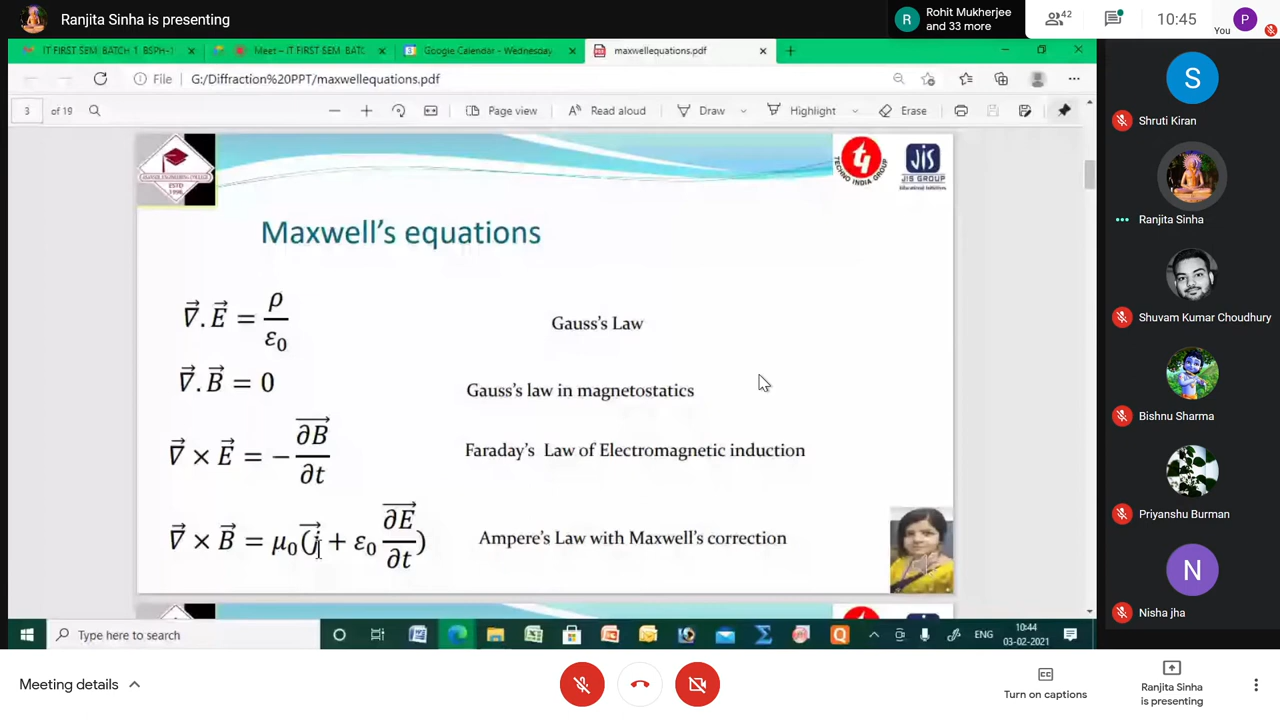 Ranjita Sinha is presenting
Rohit Mukherjee
and 33 more
R
42
10:45
You
P
IT FIRST SEM. BATCH 1. BSPH-1
Meet – IT FIRST SEM. BATC
Google Calendar - Wednesday
maxwellequations.pdf
File
G:/Diffraction%20PPT/maxwellequations.pdf
3
of 19
Page view
Read aloud
Draw
Highlight
Erase
ESTD
TECHNO INDIA GROUP
JIS
JIS GROUP
Educational Initiatives
Maxwell’s equations
∇⃗.E⃗ = ρ/ε₀
Gauss’s Law
∇⃗.B⃗ = 0
Gauss’s law in magnetostatics
∇⃗ × E⃗ = − ∂B⃗/∂t
Faraday’s Law of Electromagnetic induction
∇⃗ × B⃗ = μ₀(j⃗ + ε₀ ∂E⃗/∂t)
Ampere’s Law with Maxwell’s correction
S
Shruti Kiran
Ranjita Sinha
Shuvam Kumar Choudhury
Bishnu Sharma
Priyanshu Burman
N
Nisha jha
Type here to search
ENG
10:44
03-02-2021
Meeting details
Turn on captions
Ranjita Sinha
is presenting